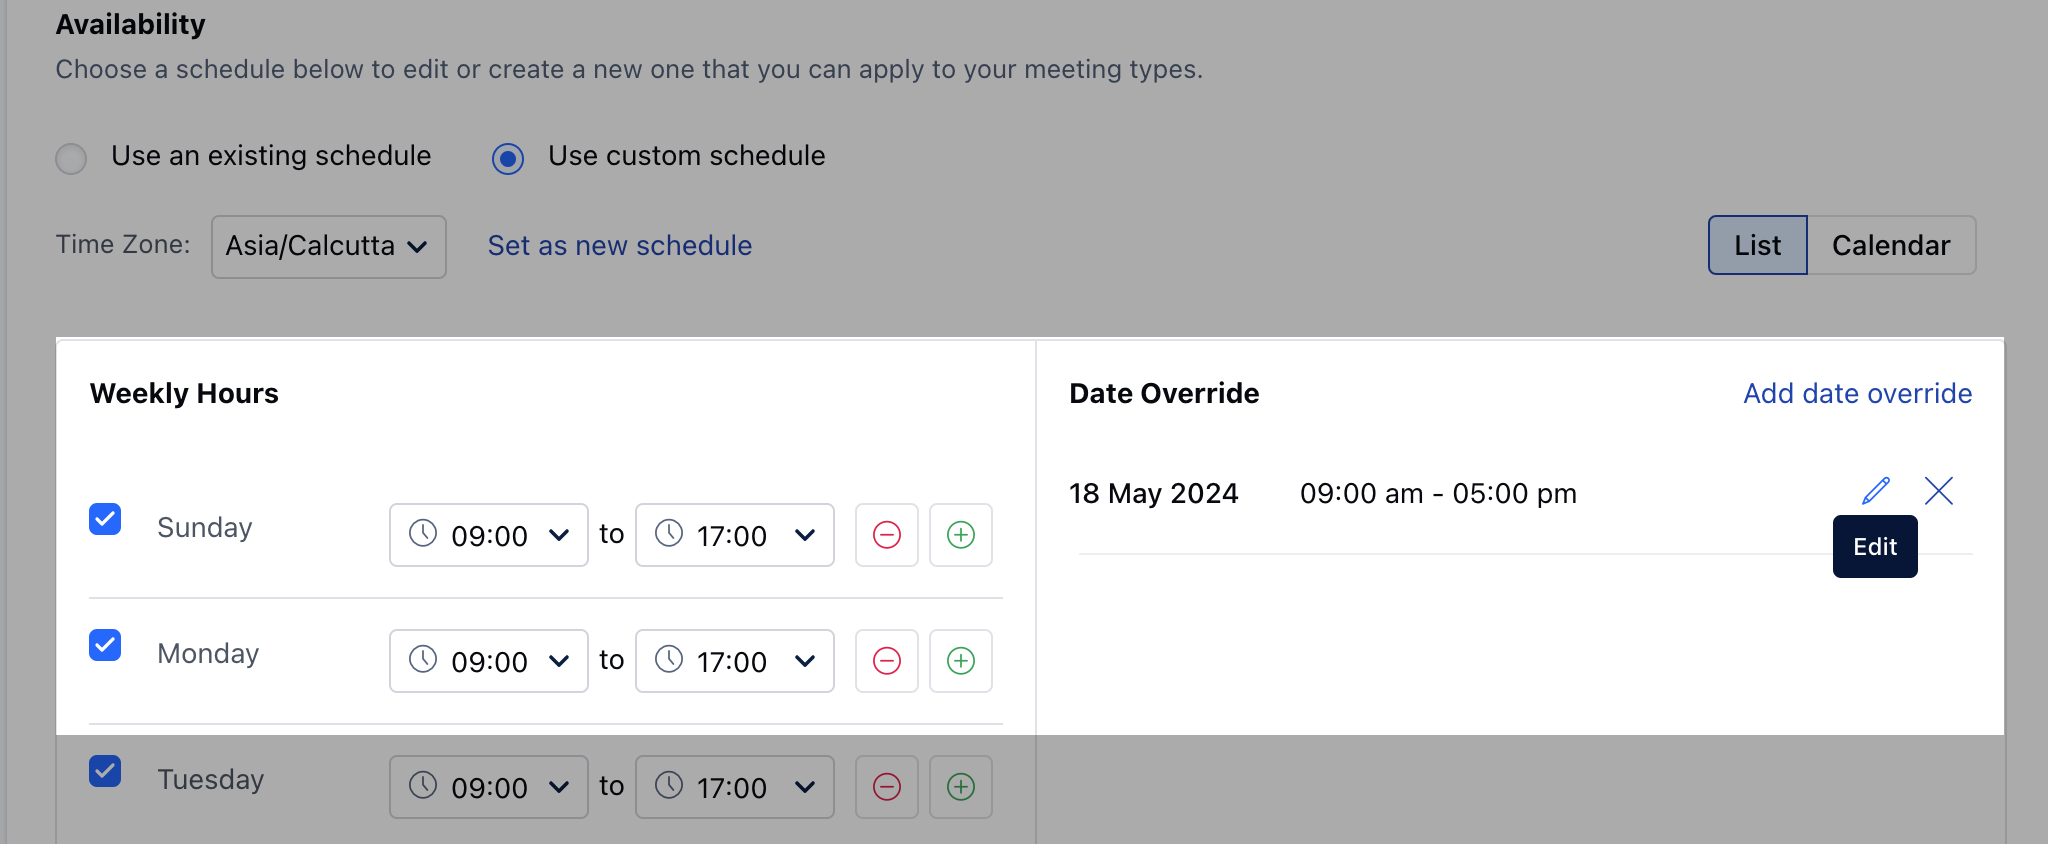 Availability
Choose a schedule below to edit or create a new one that you can apply to your meeting types.
Use an existing schedule Use custom schedule
Time Zone: Asia/Calcutta Set as new schedule List Calendar
Weekly Hours
Date Override Add date override
18 May 2024 09:00 am - 05:00 pm
Edit
Sunday 09:00 to 17:00
Monday 09:00 to 17:00
Tuesday 09:00 to 17:00